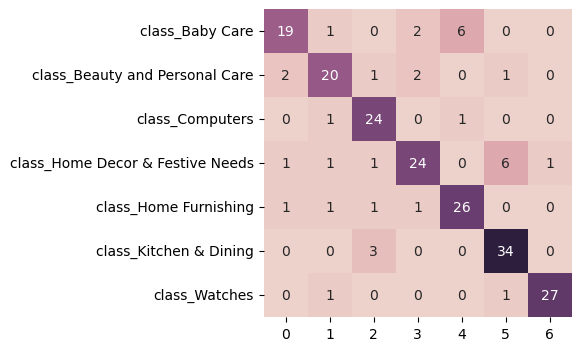 class_Baby Care 19 1 0 2 6 0 0
class_Beauty and Personal Care 2 20 1 2 0 1 0
class_Computers 0 1 24 0 1 0 0
class_Home Decor & Festive Needs 1 1 1 24 0 6 1
class_Home Furnishing 1 1 1 1 26 0 0
class_Kitchen & Dining 0 0 3 0 0 34 0
class_Watches 0 1 0 0 0 1 27
0 1 2 3 4 5 6